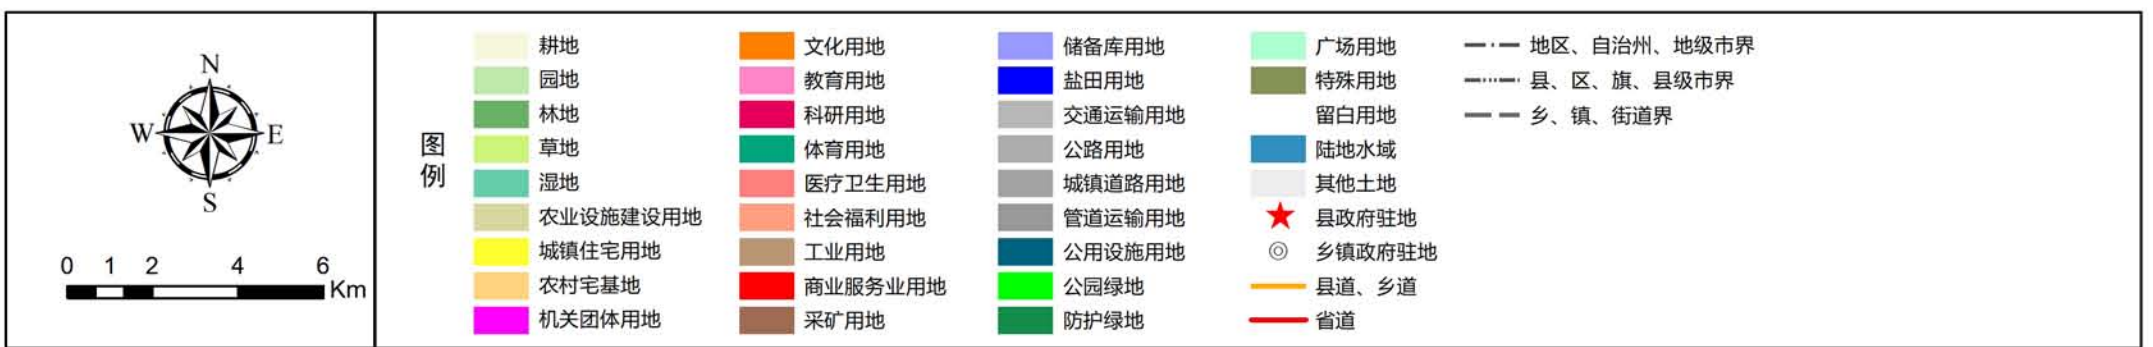 N
W
E
S
0 1 2 4 6
Km
图例
耕地
园地
林地
草地
湿地
农业设施建设用地
城镇住宅用地
农村宅基地
机关团体用地
文化用地
教育用地
科研用地
体育用地
医疗卫生用地
社会福利用地
工业用地
商业服务业用地
采矿用地
储备库用地
盐田用地
交通运输用地
公路用地
城镇道路用地
管道运输用地
公用设施用地
公园绿地
防护绿地
广场用地
特殊用地
留白用地
陆地水域
其他土地
县政府驻地
乡镇政府驻地
县道、乡道
省道
地区、自治州、地级市界
县、区、旗、县级市界
乡、镇、街道界